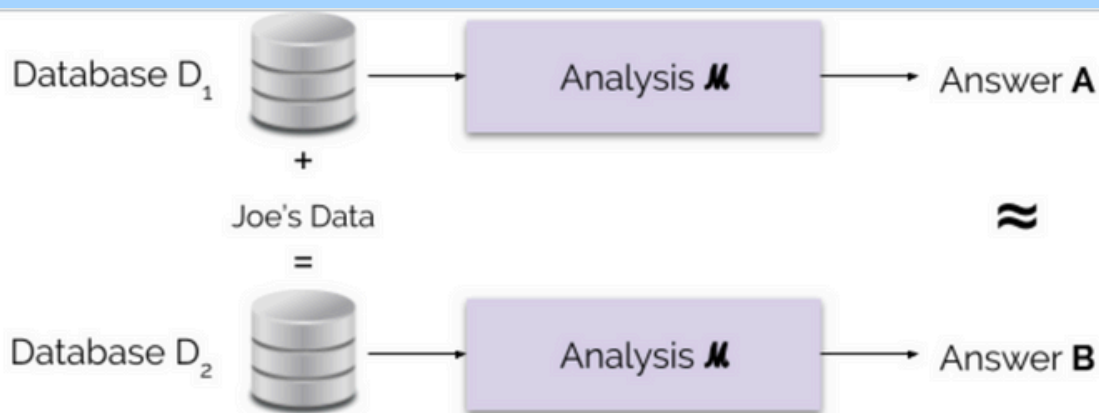 Database D₁ Analysis 𝓜 Answer A
+
Joe's Data
≈
=
Database D₂ Analysis 𝓜 Answer B